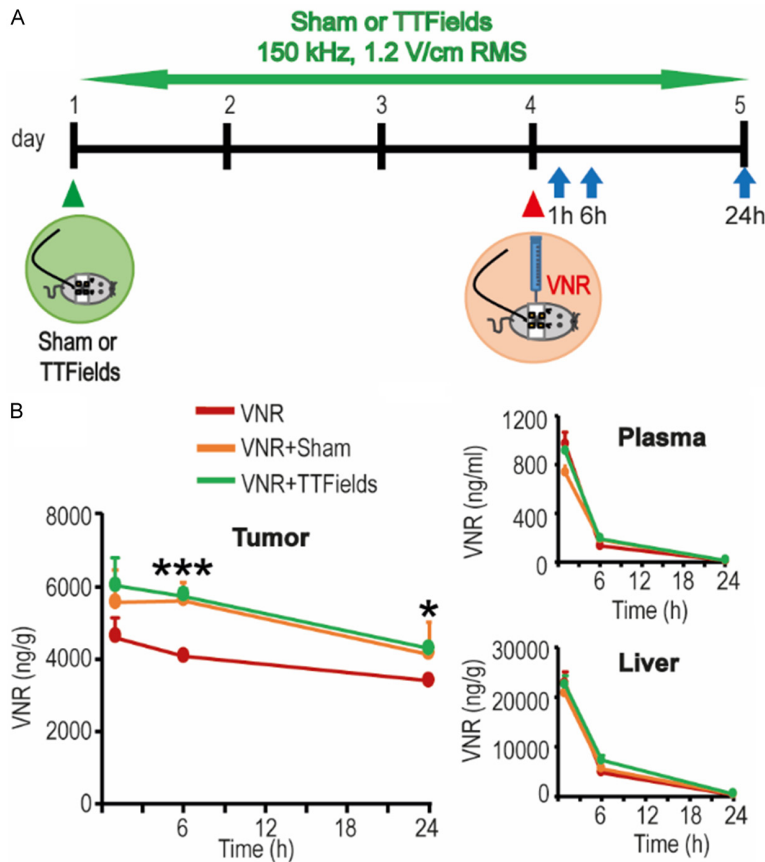 A
Sham or TTFields
150 kHz, 1.2 V/cm RMS
1 2 3 4 5
day
1h 6h 24h
VNR
Sham or
TTFields
B
VNR
VNR+Sham
VNR+TTFields
Tumor
VNR (ng/g)
8000
6000
4000
2000
0
***
*
6 12 18 24
Time (h)
Plasma
VNR (ng/ml)
1200
800
400
0
6 12 18 24
Time (h)
Liver
VNR (ng/g)
30000
20000
10000
0
6 12 18 24
Time (h)